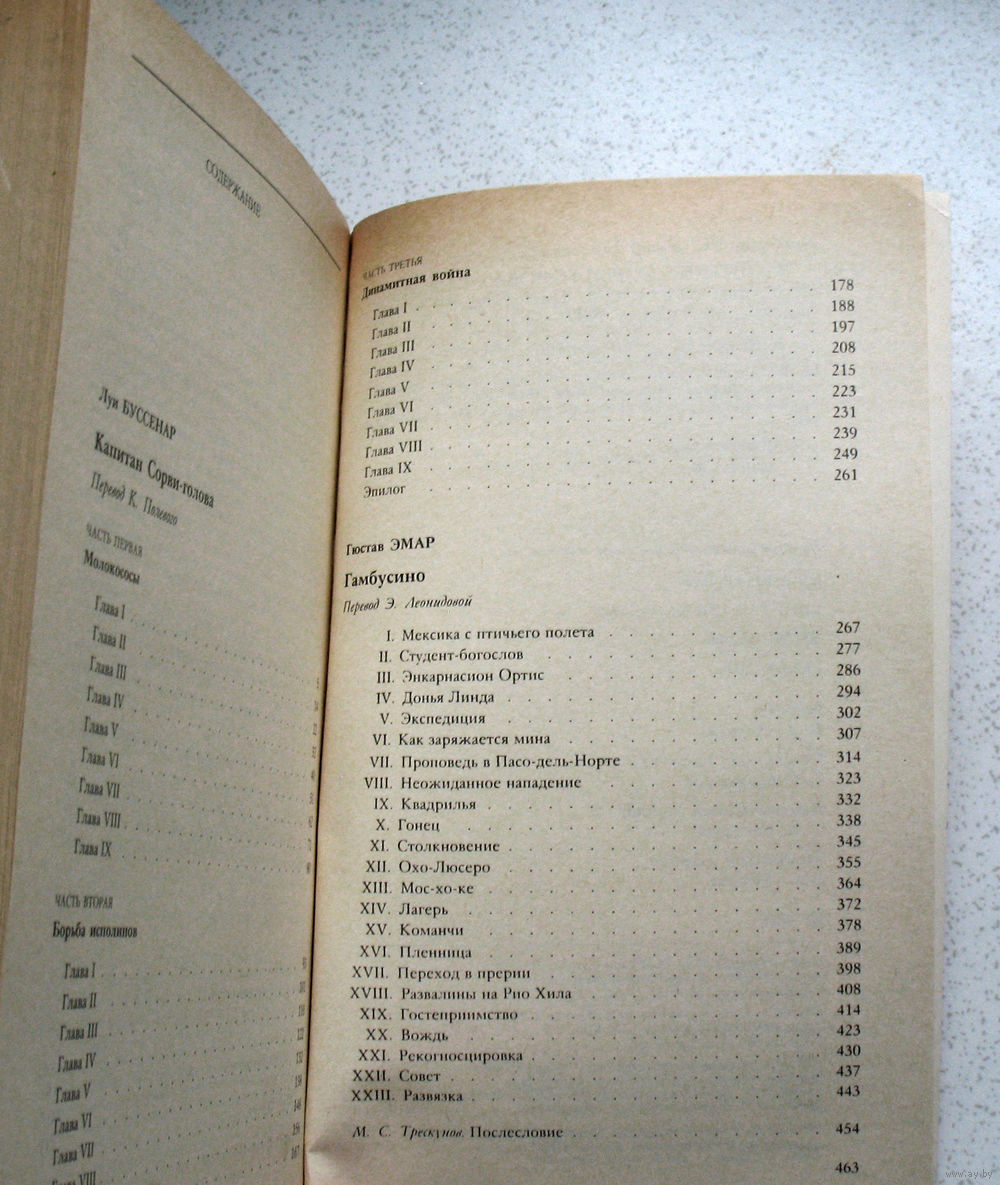 СОДЕРЖАНИЕ
Луи БУССЕНАР
Капитан Сорви-голова
Перевод К. Полевого
ЧАСТЬ ПЕРВАЯ
Молокососы
Глава I
Глава II
Глава III
Глава IV
Глава V
Глава VI
Глава VII
Глава VIII
Глава IX
ЧАСТЬ ВТОРАЯ
Борьба исполинов
Глава I
Глава II
Глава III
Глава IV
Глава V
Глава VI
Глава VII
Глава VIII
ЧАСТЬ ТРЕТЬЯ
Динамитная война
Глава I 178
Глава II 188
Глава III 197
Глава IV 208
Глава V 215
Глава VI 223
Глава VII 231
Глава VIII 239
Глава IX 249
Эпилог 261
Гюстав ЭМАР
Гамбусино
Перевод Э. Леонидовой
I. Мексика с птичьего полета 267
II. Студент-богослов 277
III. Энкарнасион Ортис 286
IV. Донья Линда 294
V. Экспедиция 302
VI. Как заряжается мина 307
VII. Проповедь в Пасо-дель-Норте 314
VIII. Неожиданное нападение 323
IX. Квадрилья 332
X. Гонец 338
XI. Столкновение 345
XII. Охо-Люсеро 355
XIII. Мос-хо-ке 364
XIV. Лагерь 372
XV. Команчи 378
XVI. Пленница 389
XVII. Переход в прерии 398
XVIII. Развалины на Рио Хила 408
XIX. Гостеприимство 414
XX. Вождь 423
XXI. Рекогносцировка 430
XXII. Совет 437
XXIII. Развязка 443
М. С. Трескунов. Послесловие 454
463
www.ay.by